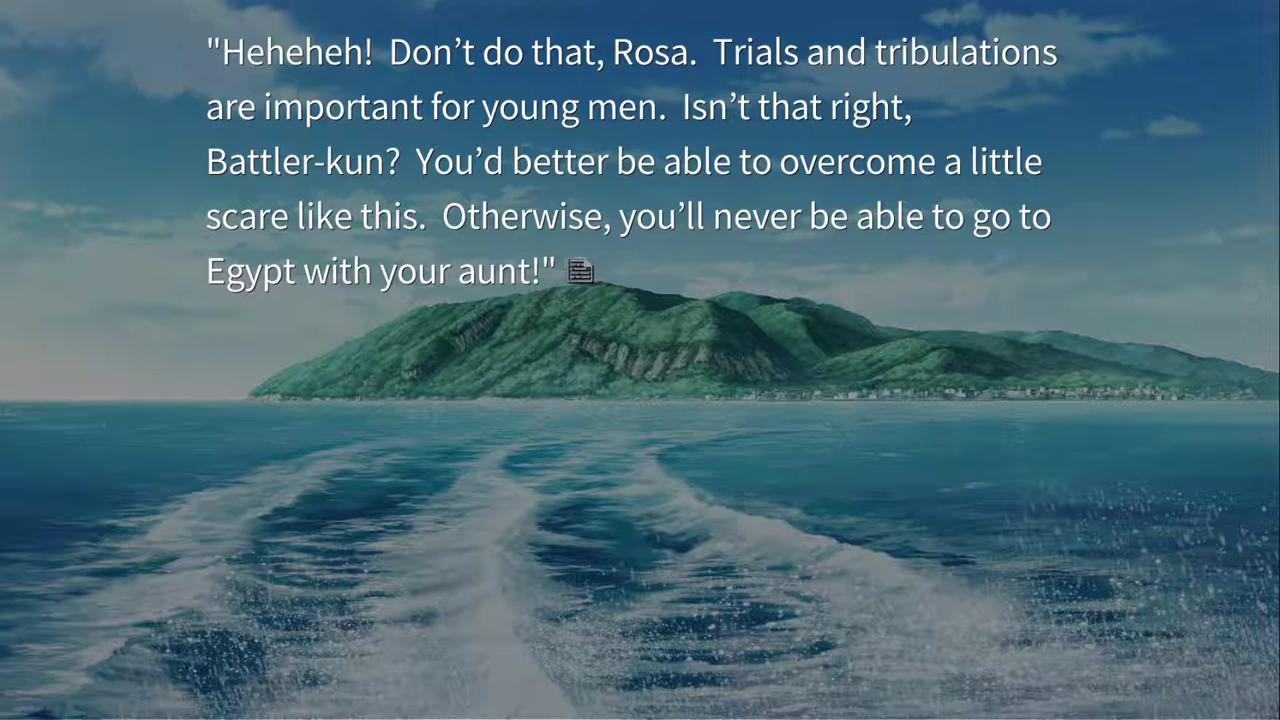 "Heheheh!  Don’t do that, Rosa.  Trials and tribulations
are important for young men.  Isn’t that right,
Battler-kun?  You’d better be able to overcome a little
scare like this.  Otherwise, you’ll never be able to go to
Egypt with your aunt!"